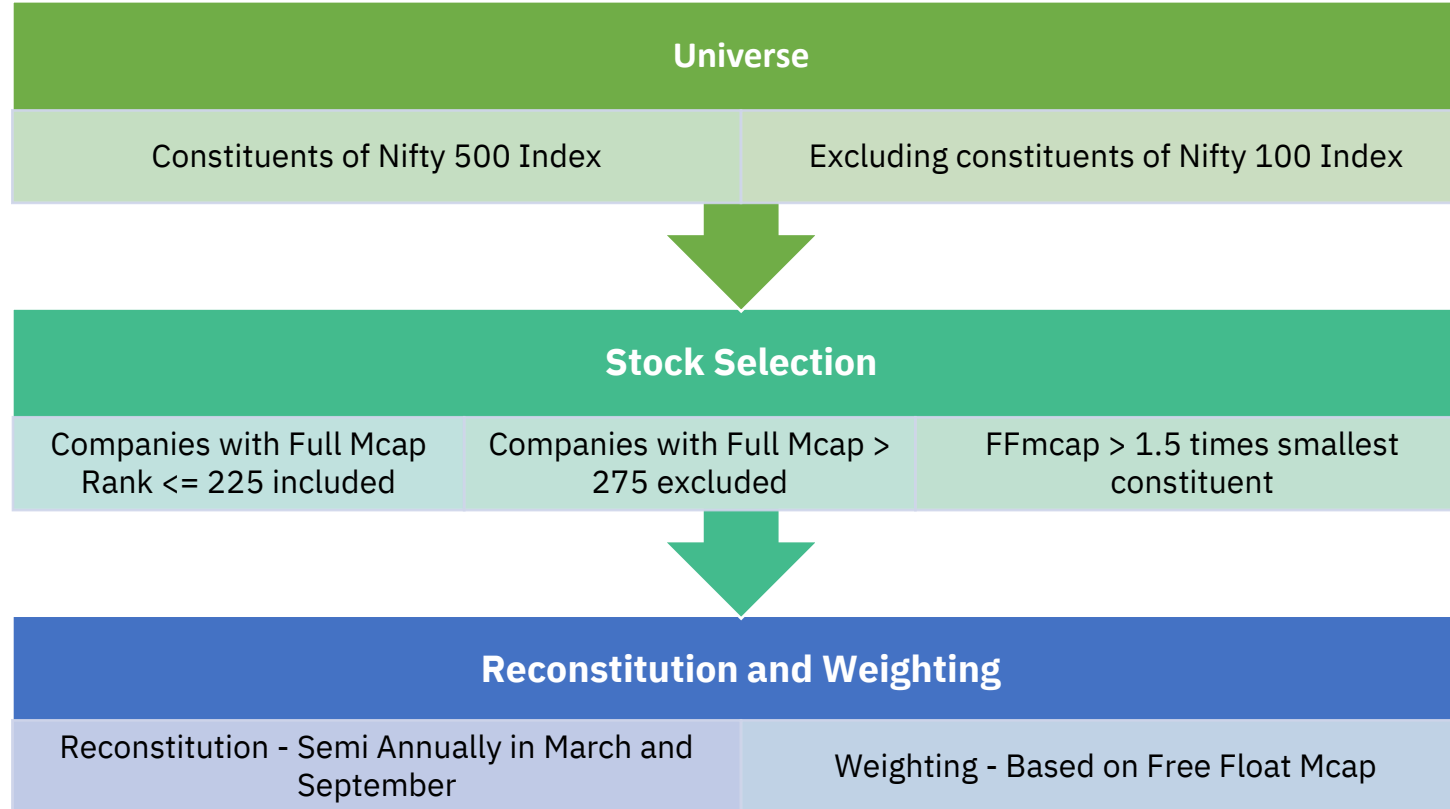 Universe
Constituents of Nifty 500 Index
Excluding constituents of Nifty 100 Index
Stock Selection
Companies with Full Mcap
Rank <= 225 included
Companies with Full Mcap >
275 excluded
FFmcap > 1.5 times smallest
constituent
Reconstitution and Weighting
Reconstitution - Semi Annually in March and
September
Weighting - Based on Free Float Mcap